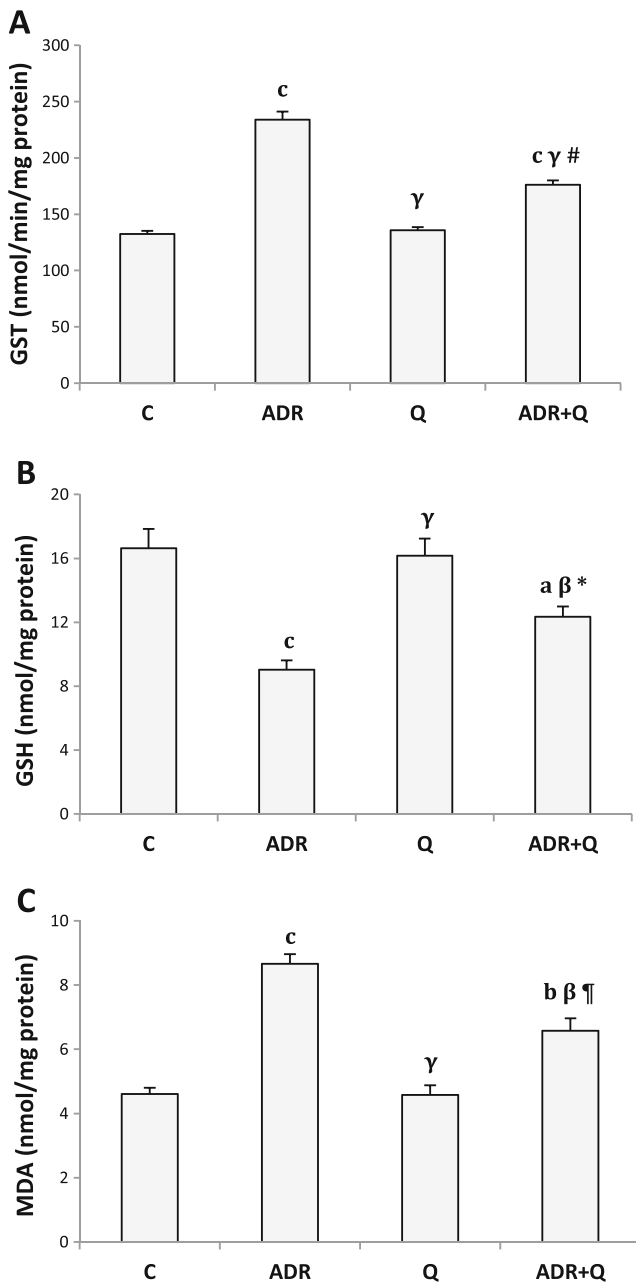 A
GST (nmol/min/mg protein)
300
250
200
150
100
50
0
c
γ
c γ #
C ADR Q ADR+Q
B
GSH (nmol/mg protein)
20
16
12
8
4
0
c
γ
a β *
C ADR Q ADR+Q
C
MDA (nmol/mg protein)
10
8
6
4
2
0
c
γ
b β ¶
C ADR Q ADR+Q